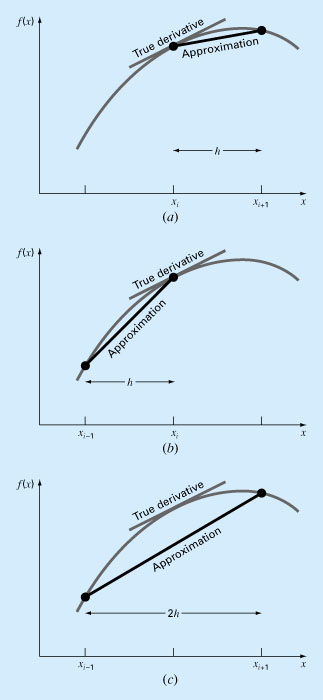 f(x)
True derivative
Approximation
h
x_i x_{i+1} x
(a)
f(x)
True derivative
Approximation
h
x_{i–1} x_i x
(b)
f(x)
True derivative
Approximation
2h
x_{i–1} x_{i+1} x
(c)